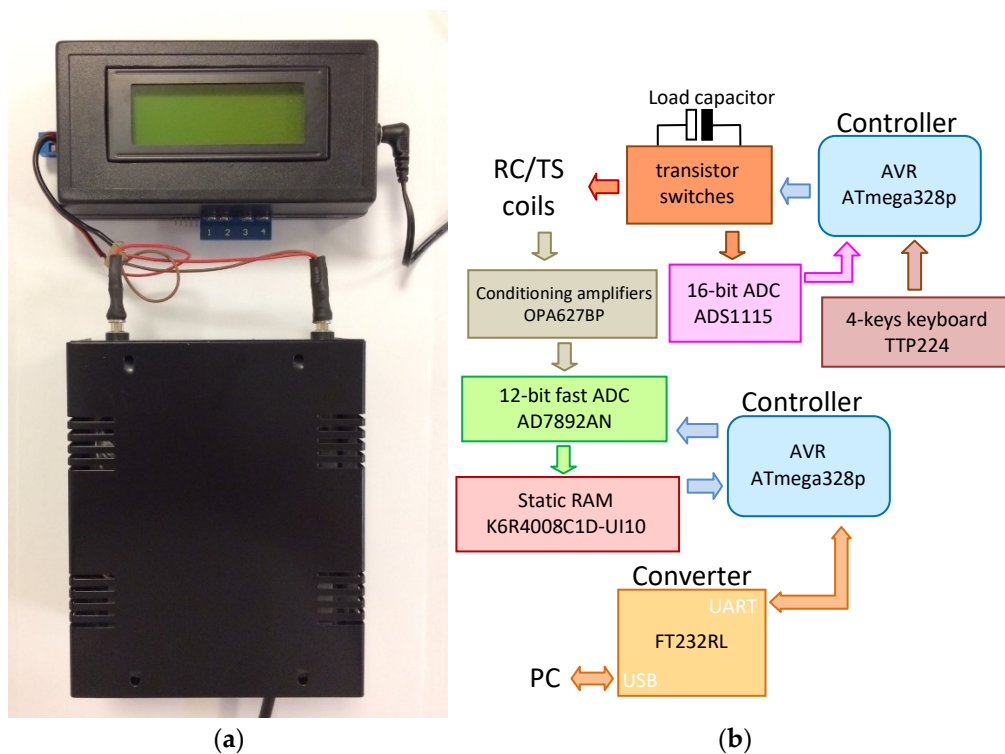 1 2 3 4
Load capacitor
Controller
RC/TS
coils
transistor
switches
AVR
ATmega328p
Conditioning amplifiers
OPA627BP
16-bit ADC
ADS1115
4-keys keyboard
TTP224
12-bit fast ADC
AD7892AN
Controller
AVR
ATmega328p
Static RAM
K6R4008C1D-UI10
Converter
UART
FT232RL
PC
USB
(a)
(b)